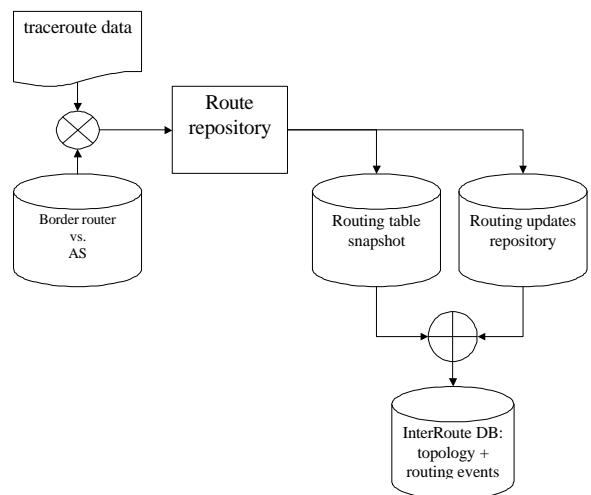 traceroute data
Route
repository
Border router
vs.
AS
Routing table
snapshot
Routing updates
repository
InterRoute DB:
topology +
routing events